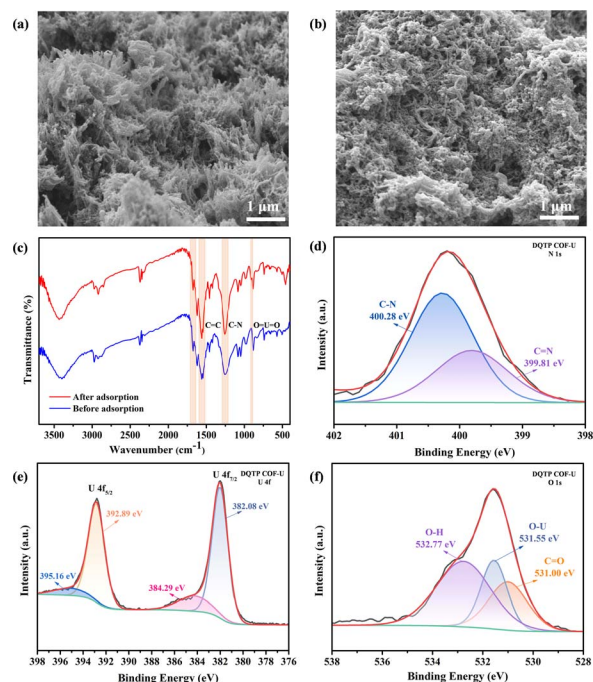 (a)
1 μm
(b)
1 μm
(c)
Transmittance (%)
C=C
C-N
O=U=O
After adsorption
Before adsorption
3500 3000 2500 2000 1500 1000 500
Wavenumber (cm-1)
(d)
DQTP COF-U
N 1s
C-N
400.28 eV
C=N
399.81 eV
Intensity (a.u.)
402 401 400 399 398
Binding Energy (eV)
(e)
DQTP COF-U
U 4f
U 4f5/2
U 4f7/2
392.89 eV
382.08 eV
395.16 eV
384.29 eV
Intensity (a.u.)
398 396 394 392 390 388 386 384 382 380 378 376
Binding Energy (eV)
(f)
DQTP COF-U
O 1s
O-H
532.77 eV
O-U
531.55 eV
C=O
531.00 eV
Intensity (a.u.)
538 536 534 532 530 528
Binding Energy (eV)